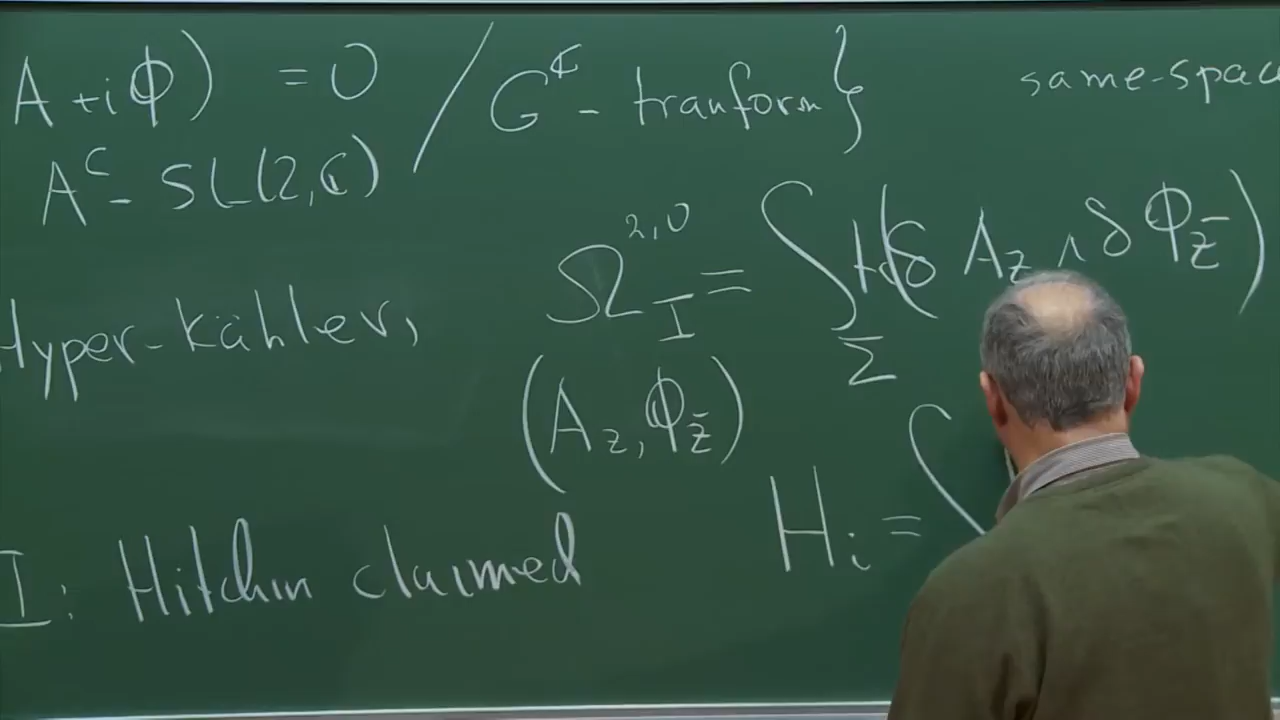 A + i Φ) = 0 / G^ℂ - tranform }
same-spac
A^c - SL(2,ℂ)
Ω_I^{2,0} = ∫_Σ tr(δ A_z ∧ δ Φ_z̄)
Hyper-kähler,
(A_z, Φ_z̄)
H_i = ∫
I: Hitchin claimed